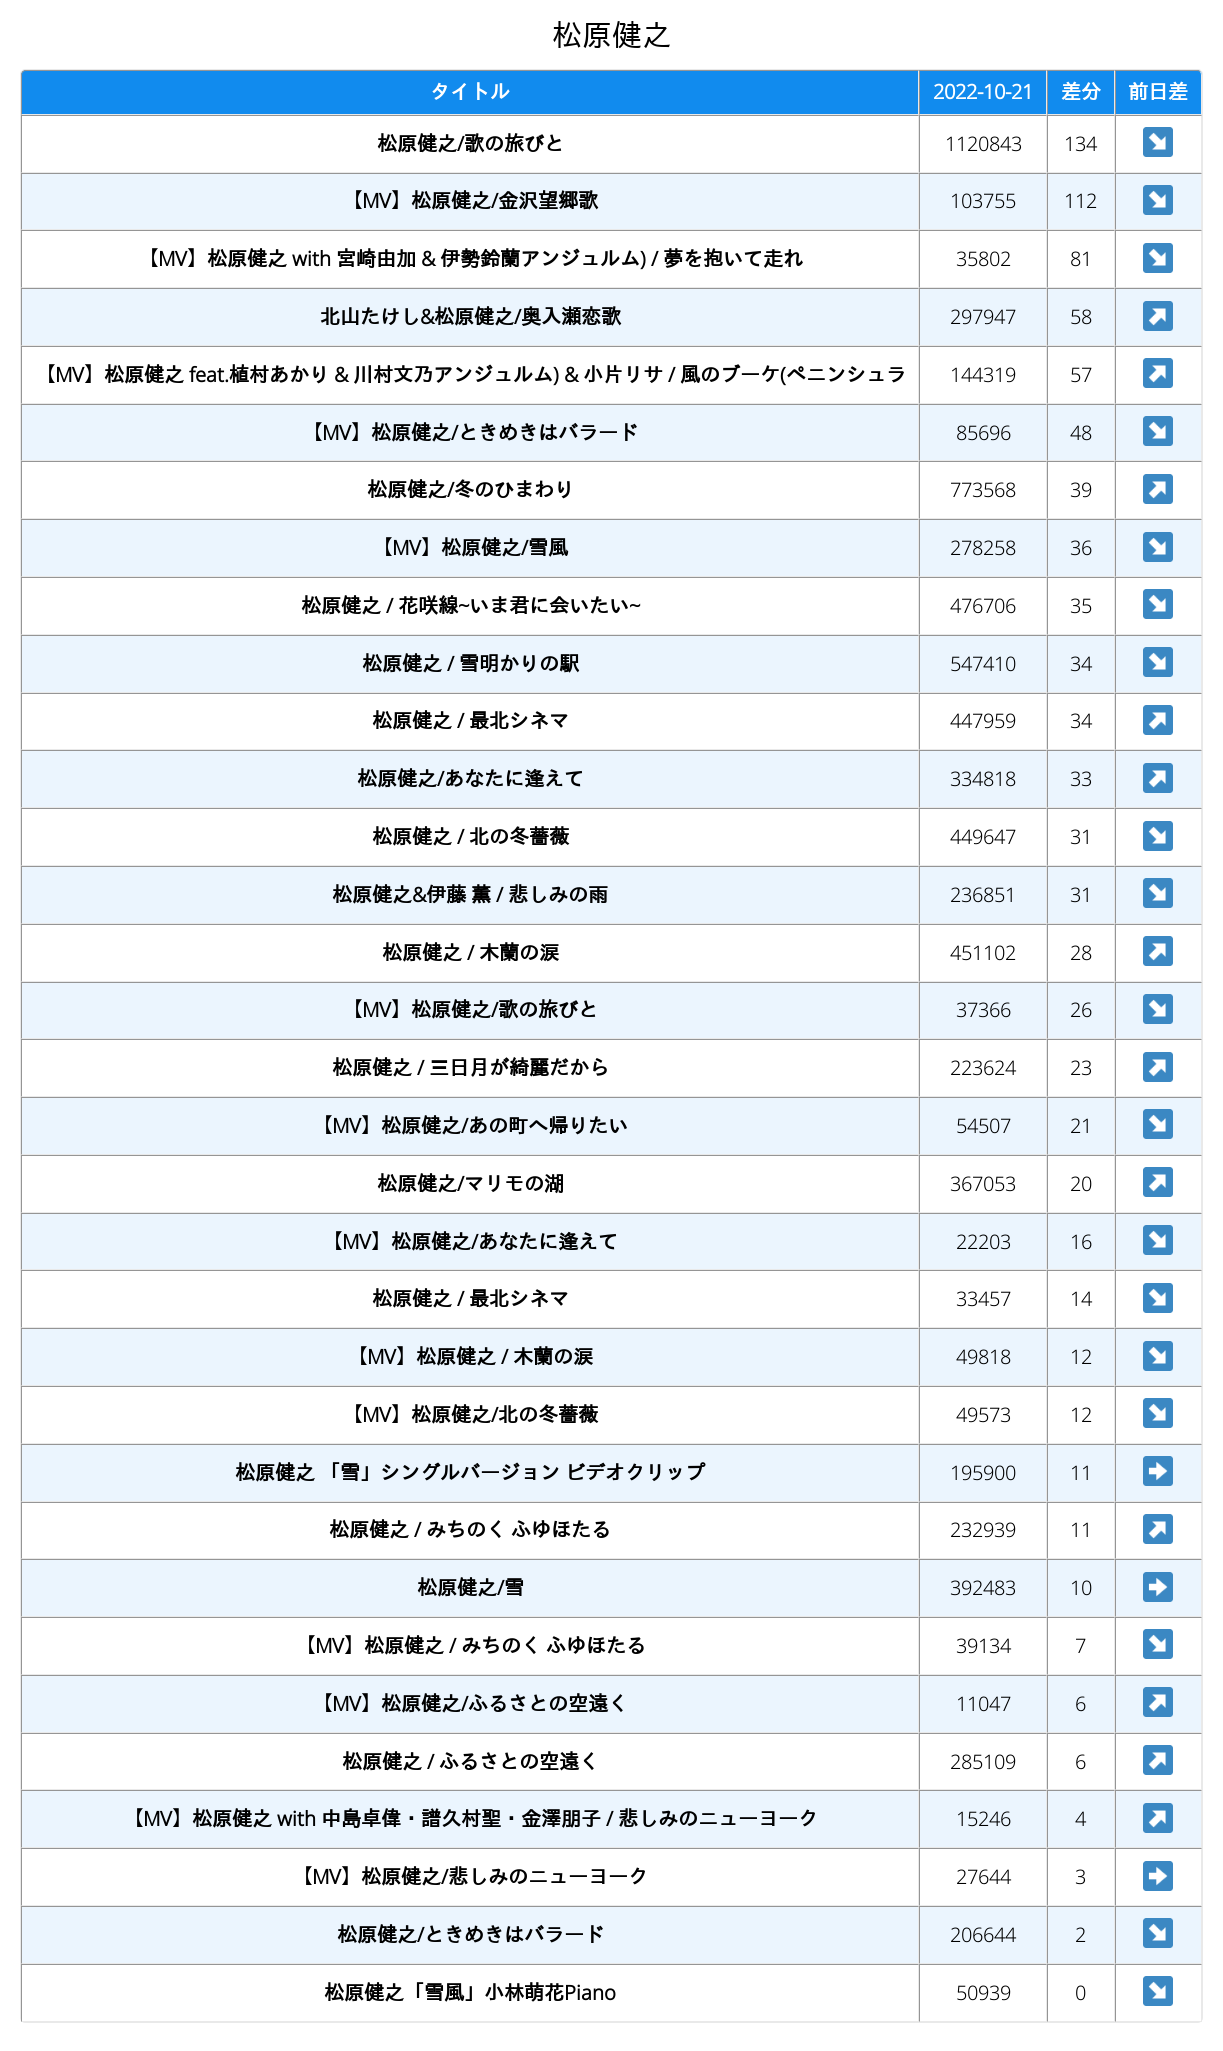 松原健之
タイトル 2022-10-21 差分 前日差
松原健之/歌の旅びと 1120843 134 ↘
【MV】松原健之/金沢望郷歌 103755 112 ↘
【MV】松原健之 with 宮崎由加 & 伊勢鈴蘭アンジュルム) / 夢を抱いて走れ 35802 81 ↘
北山たけし&松原健之/奥入瀬恋歌 297947 58 ↗
【MV】松原健之 feat.植村あかり & 川村文乃アンジュルム) & 小片リサ / 風のブーケ(ペニンシュラ 144319 57 ↗
【MV】松原健之/ときめきはバラード 85696 48 ↘
松原健之/冬のひまわり 773568 39 ↗
【MV】松原健之/雪風 278258 36 ↘
松原健之 / 花咲線~いま君に会いたい~ 476706 35 ↘
松原健之 / 雪明かりの駅 547410 34 ↘
松原健之 / 最北シネマ 447959 34 ↗
松原健之/あなたに逢えて 334818 33 ↗
松原健之 / 北の冬薔薇 449647 31 ↘
松原健之&伊藤 薫 / 悲しみの雨 236851 31 ↘
松原健之 / 木蘭の涙 451102 28 ↗
【MV】松原健之/歌の旅びと 37366 26 ↘
松原健之 / 三日月が綺麗だから 223624 23 ↗
【MV】松原健之/あの町へ帰りたい 54507 21 ↘
松原健之/マリモの湖 367053 20 ↗
【MV】松原健之/あなたに逢えて 22203 16 ↘
松原健之 / 最北シネマ 33457 14 ↘
【MV】松原健之 / 木蘭の涙 49818 12 ↘
【MV】松原健之/北の冬薔薇 49573 12 ↘
松原健之 「雪」シングルバージョン ビデオクリップ 195900 11 ➡
松原健之 / みちのく ふゆほたる 232939 11 ↗
松原健之/雪 392483 10 ➡
【MV】松原健之 / みちのく ふゆほたる 39134 7 ↘
【MV】松原健之/ふるさとの空遠く 11047 6 ↗
松原健之 / ふるさとの空遠く 285109 6 ↗
【MV】松原健之 with 中島卓偉・譜久村聖・金澤朋子 / 悲しみのニューヨーク 15246 4 ↗
【MV】松原健之/悲しみのニューヨーク 27644 3 ➡
松原健之/ときめきはバラード 206644 2 ↘
松原健之「雪風」小林萌花Piano 50939 0 ↘